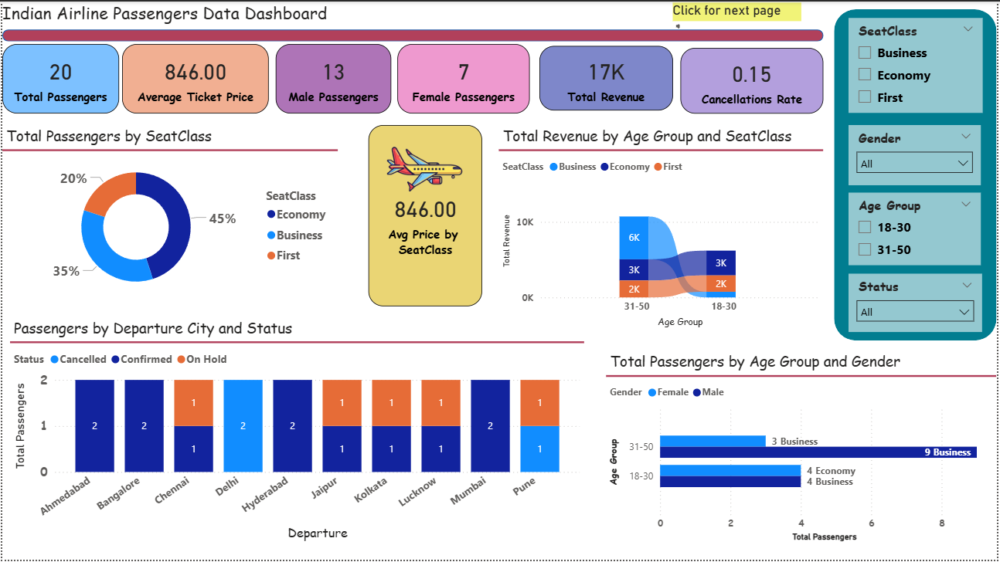 Indian Airline Passengers Data Dashboard
Click for next page
20
Total Passengers
846.00
Average Ticket Price
13
Male Passengers
7
Female Passengers
17K
Total Revenue
0.15
Cancellations Rate
SeatClass
Business
Economy
First
Gender
All
Age Group
18-30
31-50
Status
All
Total Passengers by SeatClass
20%
45%
35%
SeatClass
Economy
Business
First
846.00
Avg Price by
SeatClass
Total Revenue by Age Group and SeatClass
SeatClass Business Economy First
Total Revenue
10K
0K
6K
3K
2K
3K
2K
31-50 18-30
Age Group
Passengers by Departure City and Status
Status Cancelled Confirmed On Hold
Total Passengers
2
1
0
2 2 1 2 2 1 1 1 2 1
1 1 1 1 1
Ahmedabad Bangalore Chennai Delhi Hyderabad Jaipur Kolkata Lucknow Mumbai Pune
Departure
Total Passengers by Age Group and Gender
Gender Female Male
Age Group
31-50
3 Business
9 Business
18-30
4 Economy
4 Business
0 2 4 6 8
Total Passengers